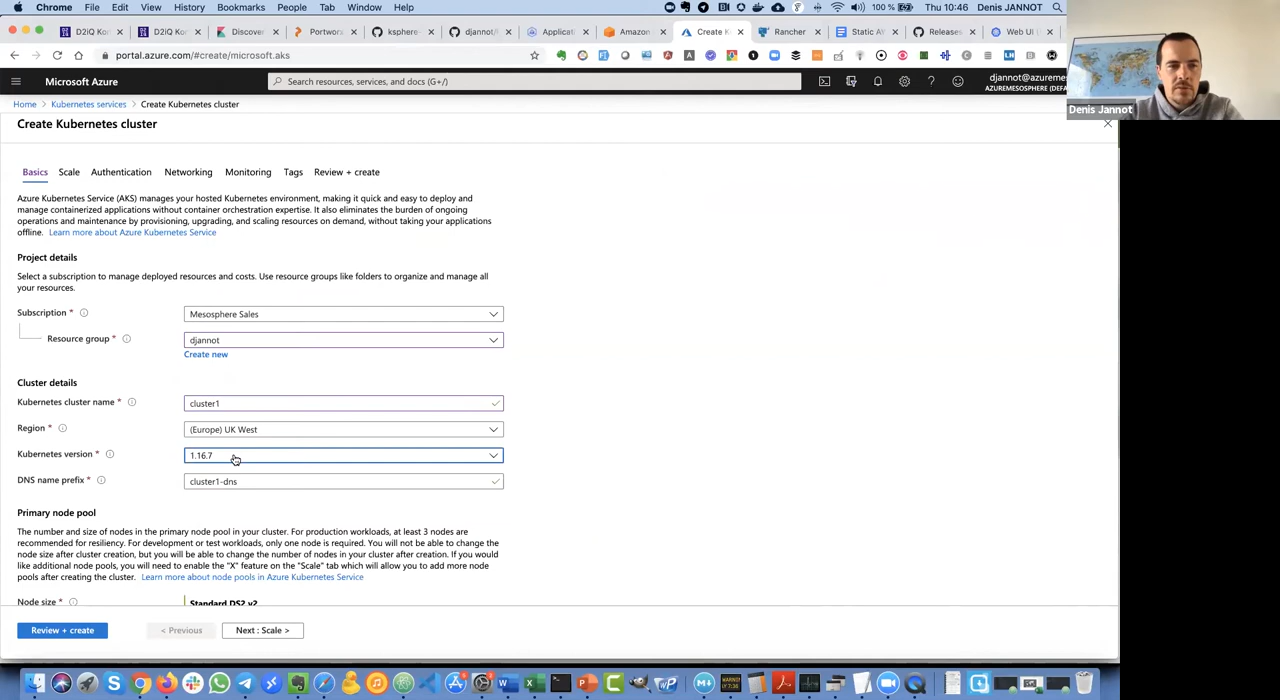 Chrome File Edit View History Bookmarks People Tab Window Help 100 % Thu 10:46 Denis JANNOT
D2iQ Kor D2iQ Ko Discover Portwor ksphere djannot/ Applicati Amazon Create K Rancher Static AV Releases Web UI (
portal.azure.com/#create/microsoft.aks
Microsoft Azure Search resources, services, and docs (G+/) djannot@azuremes
AZUREMESOSPHERE (DEFA
Denis Jannot
Home > Kubernetes services > Create Kubernetes cluster
Create Kubernetes cluster
Basics Scale Authentication Networking Monitoring Tags Review + create
Azure Kubernetes Service (AKS) manages your hosted Kubernetes environment, making it quick and easy to deploy and
manage containerized applications without container orchestration expertise. It also eliminates the burden of ongoing
operations and maintenance by provisioning, upgrading, and scaling resources on demand, without taking your applications
offline. Learn more about Azure Kubernetes Service
Project details
Select a subscription to manage deployed resources and costs. Use resource groups like folders to organize and manage all
your resources.
Subscription * Mesosphere Sales
Resource group * djannot
Create new
Cluster details
Kubernetes cluster name * cluster1
Region * (Europe) UK West
Kubernetes version * 1.16.7
DNS name prefix * cluster1-dns
Primary node pool
The number and size of nodes in the primary node pool in your cluster. For production workloads, at least 3 nodes are
recommended for resiliency. For development or test workloads, only one node is required. You will not be able to change the
node size after cluster creation, but you will be able to change the number of nodes in your cluster after creation. If you would
like additional node pools, you will need to enable the "X" feature on the "Scale" tab which will allow you to add more node
pools after creating the cluster. Learn more about node pools in Azure Kubernetes Service
Node size * Standard DS2 v2
Review + create < Previous Next : Scale >